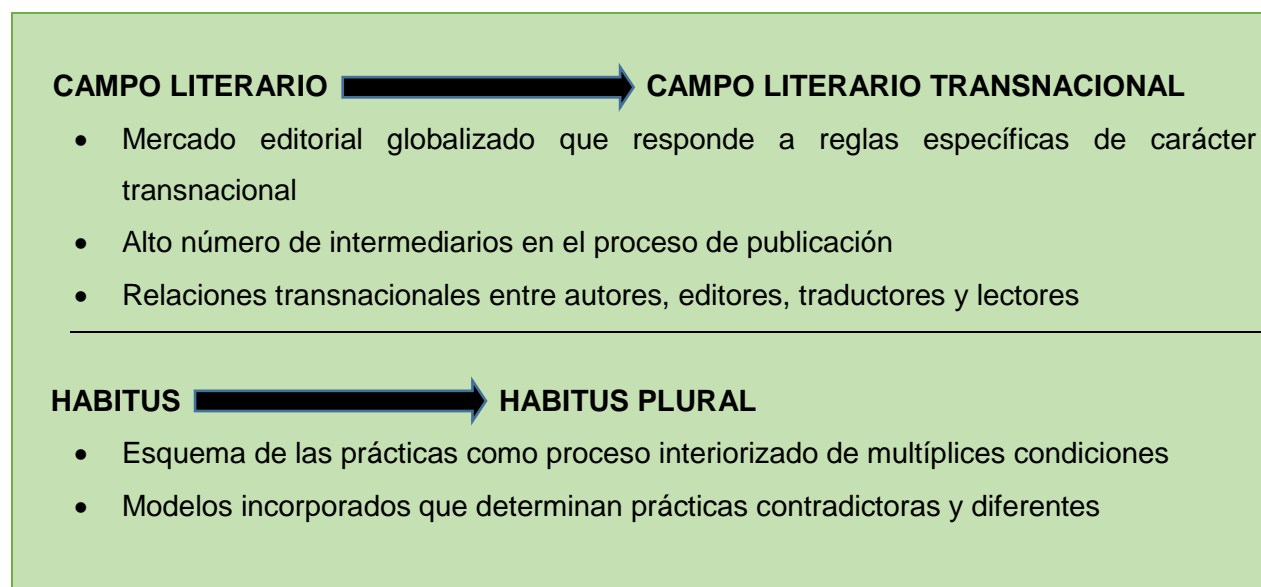 CAMPO LITERARIO CAMPO LITERARIO TRANSNACIONAL
• Mercado editorial globalizado que responde a reglas específicas de carácter
transnacional
• Alto número de intermediarios en el proceso de publicación
• Relaciones transnacionales entre autores, editores, traductores y lectores
HABITUS HABITUS PLURAL
• Esquema de las prácticas como proceso interiorizado de multíplices condiciones
• Modelos incorporados que determinan prácticas contradictoras y diferentes